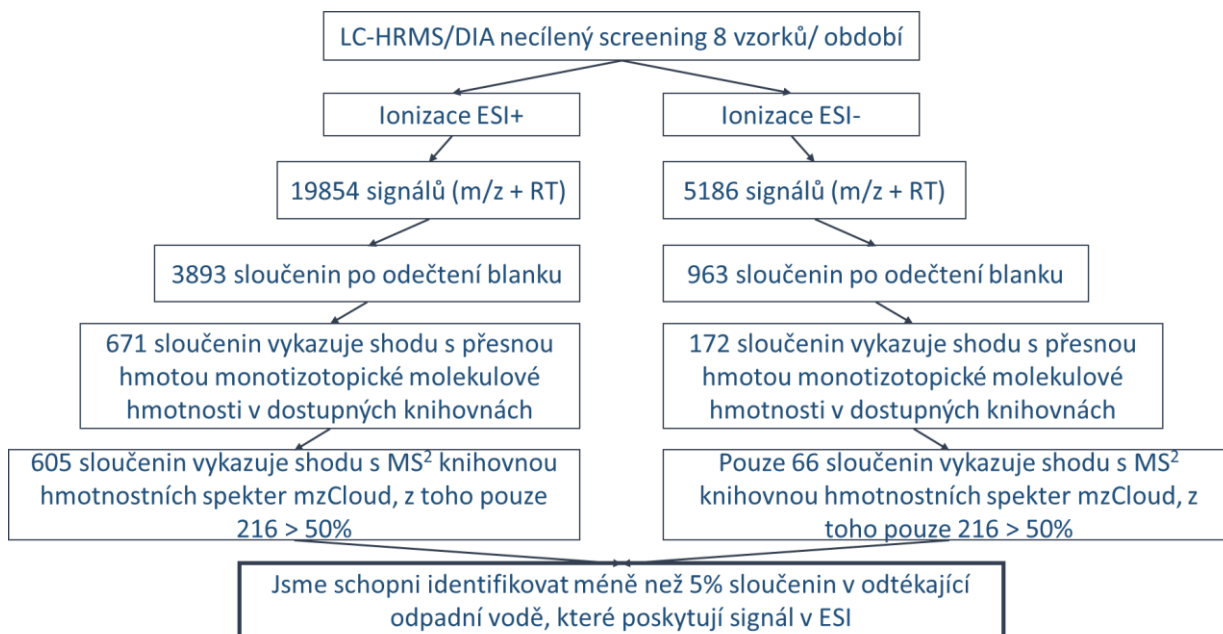 LC-HRMS/DIA necílený screening 8 vzorků/ období
Ionizace ESI+
Ionizace ESI-
19854 signálů (m/z + RT)
5186 signálů (m/z + RT)
3893 sloučenin po odečtení blanku
963 sloučenin po odečtení blanku
671 sloučenin vykazuje shodu s přesnou
hmotou monotizotopické molekulové
hmotnosti v dostupných knihovnách
172 sloučenin vykazuje shodu s přesnou
hmotou monotizotopické molekulové
hmotnosti v dostupných knihovnách
605 sloučenin vykazuje shodu s MS² knihovnou
hmotnostních spekter mzCloud, z toho pouze
216 > 50%
Pouze 66 sloučenin vykazuje shodu s MS²
knihovnou hmotnostních spekter mzCloud, z
toho pouze 216 > 50%
Jsme schopni identifikovat méně než 5% sloučenin v odtékající
odpadní vodě, které poskytují signál v ESI